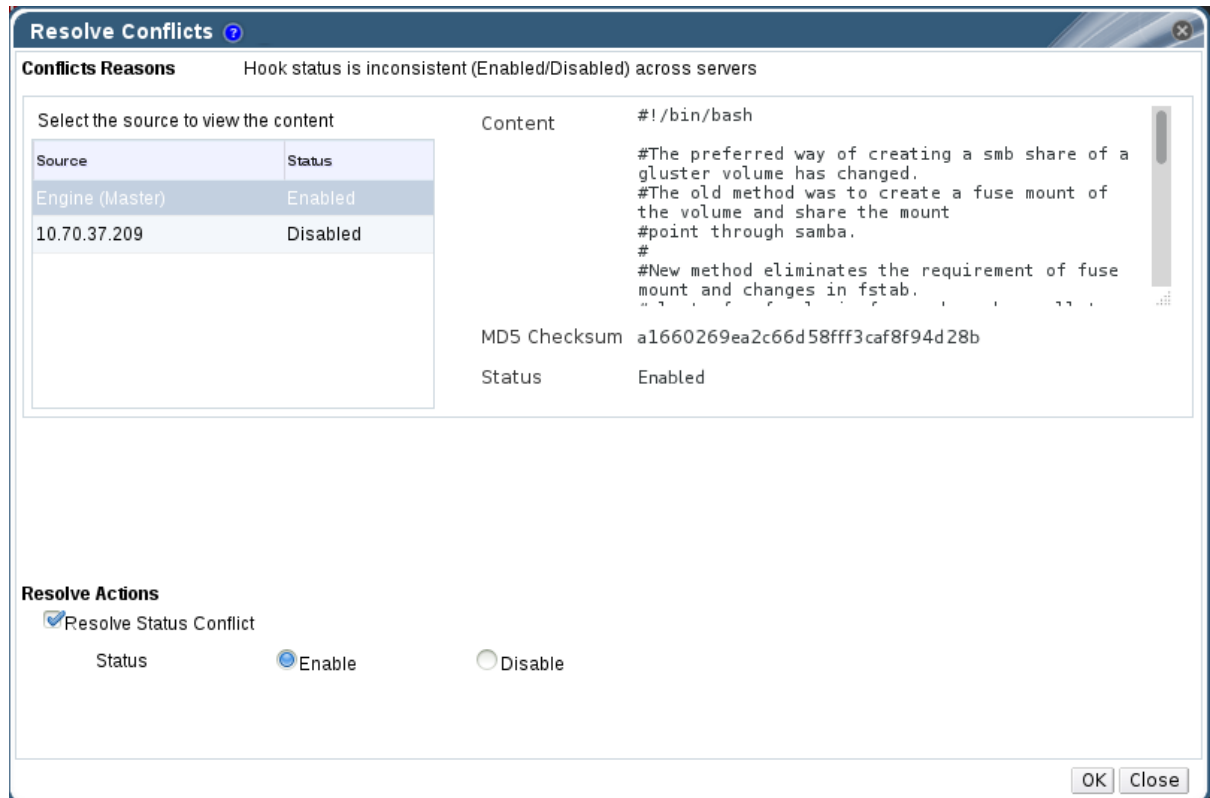 Resolve Conflicts ?
Conflicts Reasons Hook status is inconsistent (Enabled/Disabled) across servers
Select the source to view the content
Source Status
Engine (Master) Enabled
10.70.37.209 Disabled
Content
#!/bin/bash
#The preferred way of creating a smb share of a
gluster volume has changed.
#The old method was to create a fuse mount of
the volume and share the mount
#point through samba.
#
#New method eliminates the requirement of fuse
mount and changes in fstab.
MD5 Checksum a1660269ea2c66d58fff3caf8f94d28b
Status Enabled
Resolve Actions
Resolve Status Conflict
Status Enable Disable
OK Close